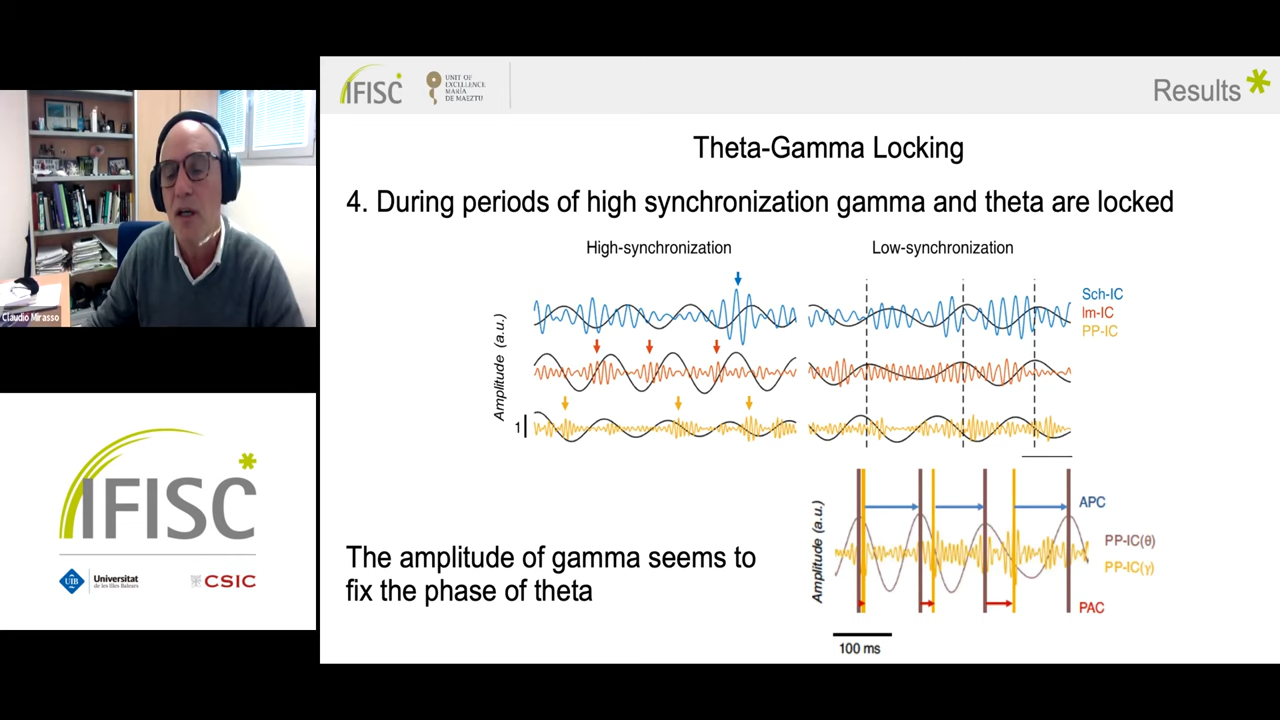 Claudio Mirasso
IFISC
UIB
Universitat
de les Illes Balears
CSIC
IFISC
UNIT OF
EXCELLENCE
MARÍA
DE MAEZTU
Results
Theta-Gamma Locking
4. During periods of high synchronization gamma and theta are locked
High-synchronization
Low-synchronization
Amplitude (a.u.)
1
Sch-IC
lm-IC
PP-IC
The amplitude of gamma seems to
fix the phase of theta
Amplitude (a.u.)
APC
PP-IC(θ)
PP-IC(γ)
PAC
100 ms